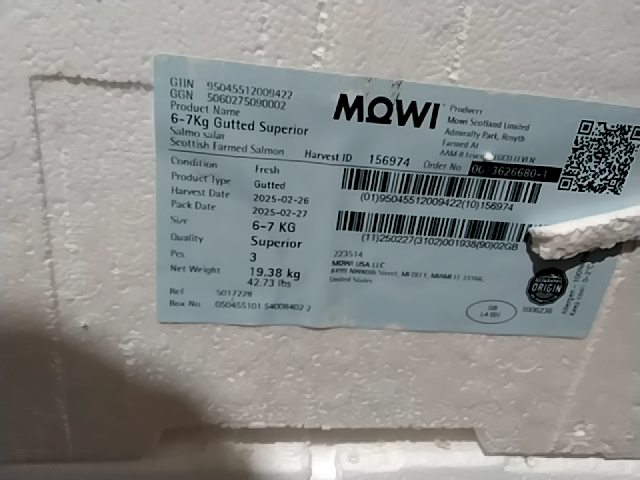 GTIN 95045512009422
GGN 5060275090002
Product Name
6-7Kg Gutted Superior
Salmo salar
Scottish Farmed Salmon
MOWI
Producer
Mowi Scotland Limited
Admiralty Park, Rosyth
Farmed At
Harvest ID 156974
Order No
Condition Fresh
Product Type Gutted
Harvest Date 2025-02-26
Pack Date 2025-02-27
Size 6-7 KG
Quality Superior
Pcs 3
Net Weight 19.38 kg
42.73 lbs
Ref 5017228
Box No
(01)95045512009422(10)156974
(11)250227(3102)001938(90)02GB
223514
MOWI USA LLC
United States
ORIGIN
GB